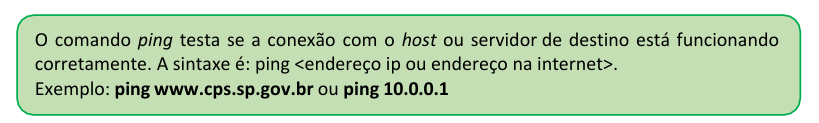 O comando ping testa se a conexão com o host ou servidor de destino está funcionando
corretamente. A sintaxe é: ping <endereço ip ou endereço na internet>.
Exemplo: ping www.cps.sp.gov.br ou ping 10.0.0.1